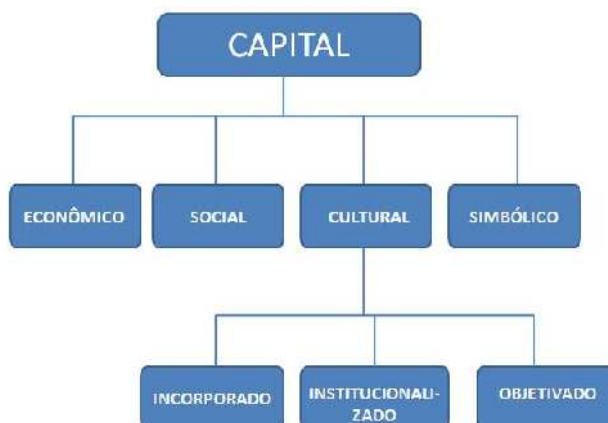 CAPITAL
ECONÔMICO
SOCIAL
CULTURAL
SIMBÓLICO
INCORPORADO
INSTITUCIONALI-
ZADO
OBJETIVADO